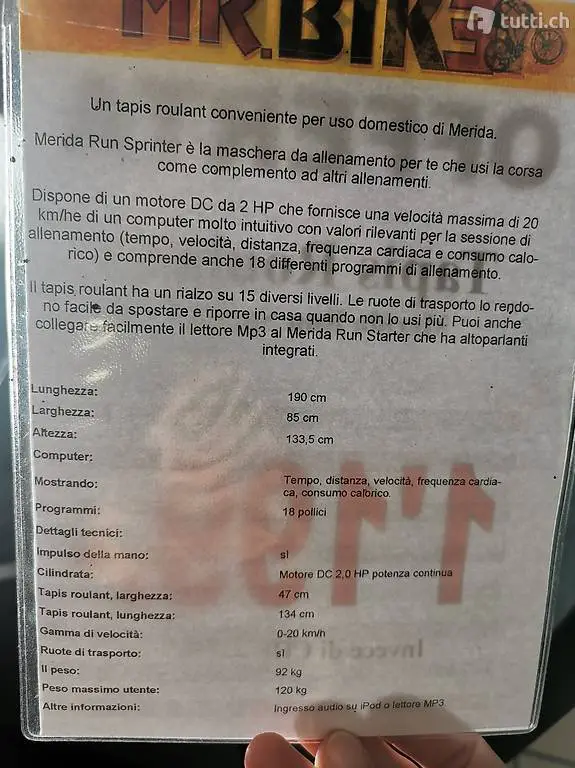 tutti.ch
MR.BIKE
Un tapis roulant conveniente per uso domestico di Merida.
Merida Run Sprinter è la maschera da allenamento per te che usi la corsa
come complemento ad altri allenamenti.
Dispone di un motore DC da 2 HP che fornisce una velocità massima di 20
km/he di un computer molto intuitivo con valori rilevanti per la sessione di
allenamento (tempo, velocità, distanza, frequenza cardiaca e consumo calo-
rico) e comprende anche 18 differenti programmi di allenamento.
Il tapis roulant ha un rialzo su 15 diversi livelli. Le ruote di trasporto lo rendo-
no facile da spostare e riporre in casa quando non lo usi più. Puoi anche
collegare facilmente il lettore Mp3 al Merida Run Starter che ha altoparlanti
integrati.
Lunghezza: 190 cm
Larghezza: 85 cm
Altezza: 133,5 cm
Computer:
Mostrando: Tempo, distanza, velocità, frequenza cardia-
ca, consumo calorico.
Programmi: 18 pollici
Dettagli tecnici:
Impulso della mano: sì
Cilindrata: Motore DC 2,0 HP potenza continua
Tapis roulant, larghezza: 47 cm
Tapis roulant, lunghezza: 134 cm
Gamma di velocità: 0-20 km/h
Ruote di trasporto: sì
Il peso: 92 kg
Peso massimo utente: 120 kg
Altre informazioni: Ingresso audio su iPod o lettore MP3